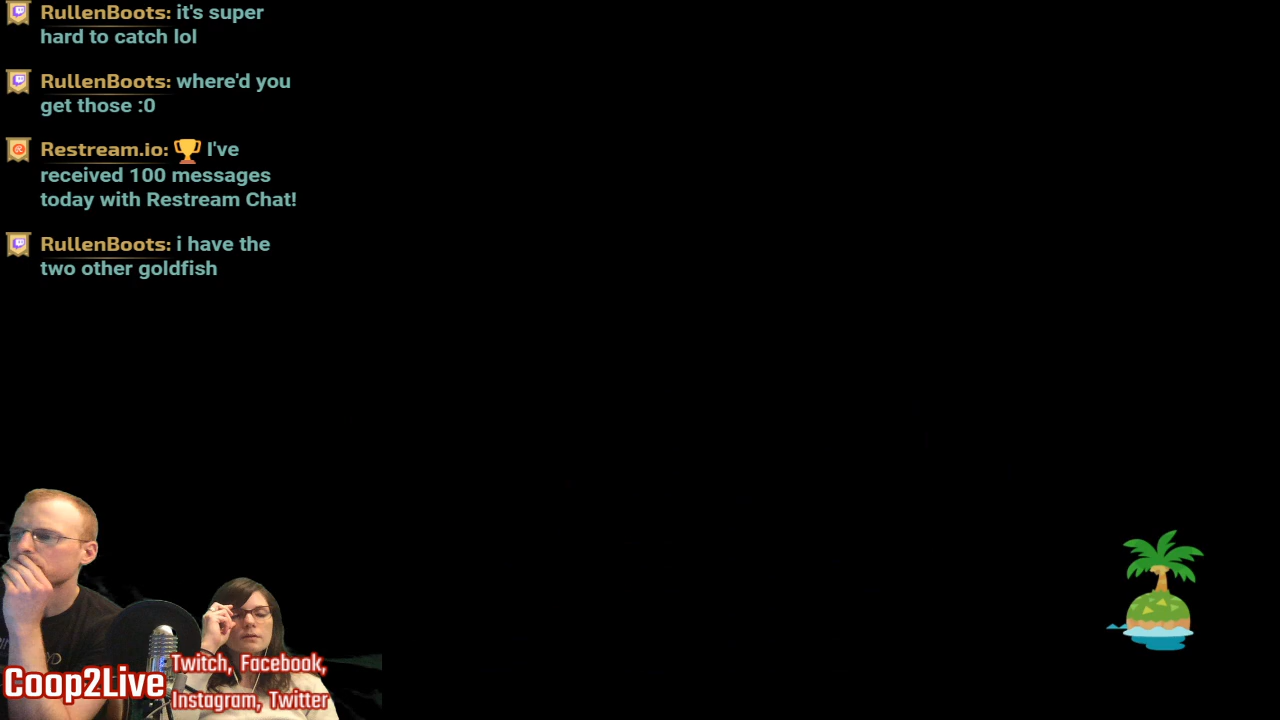 RullenBoots: it's super
hard to catch lol
RullenBoots: where'd you
get those :0
Restream.io: 🏆 I've
received 100 messages
today with Restream Chat!
RullenBoots: i have the
two other goldfish
Coop2Live
Twitch, Facebook,
Instagram, Twitter